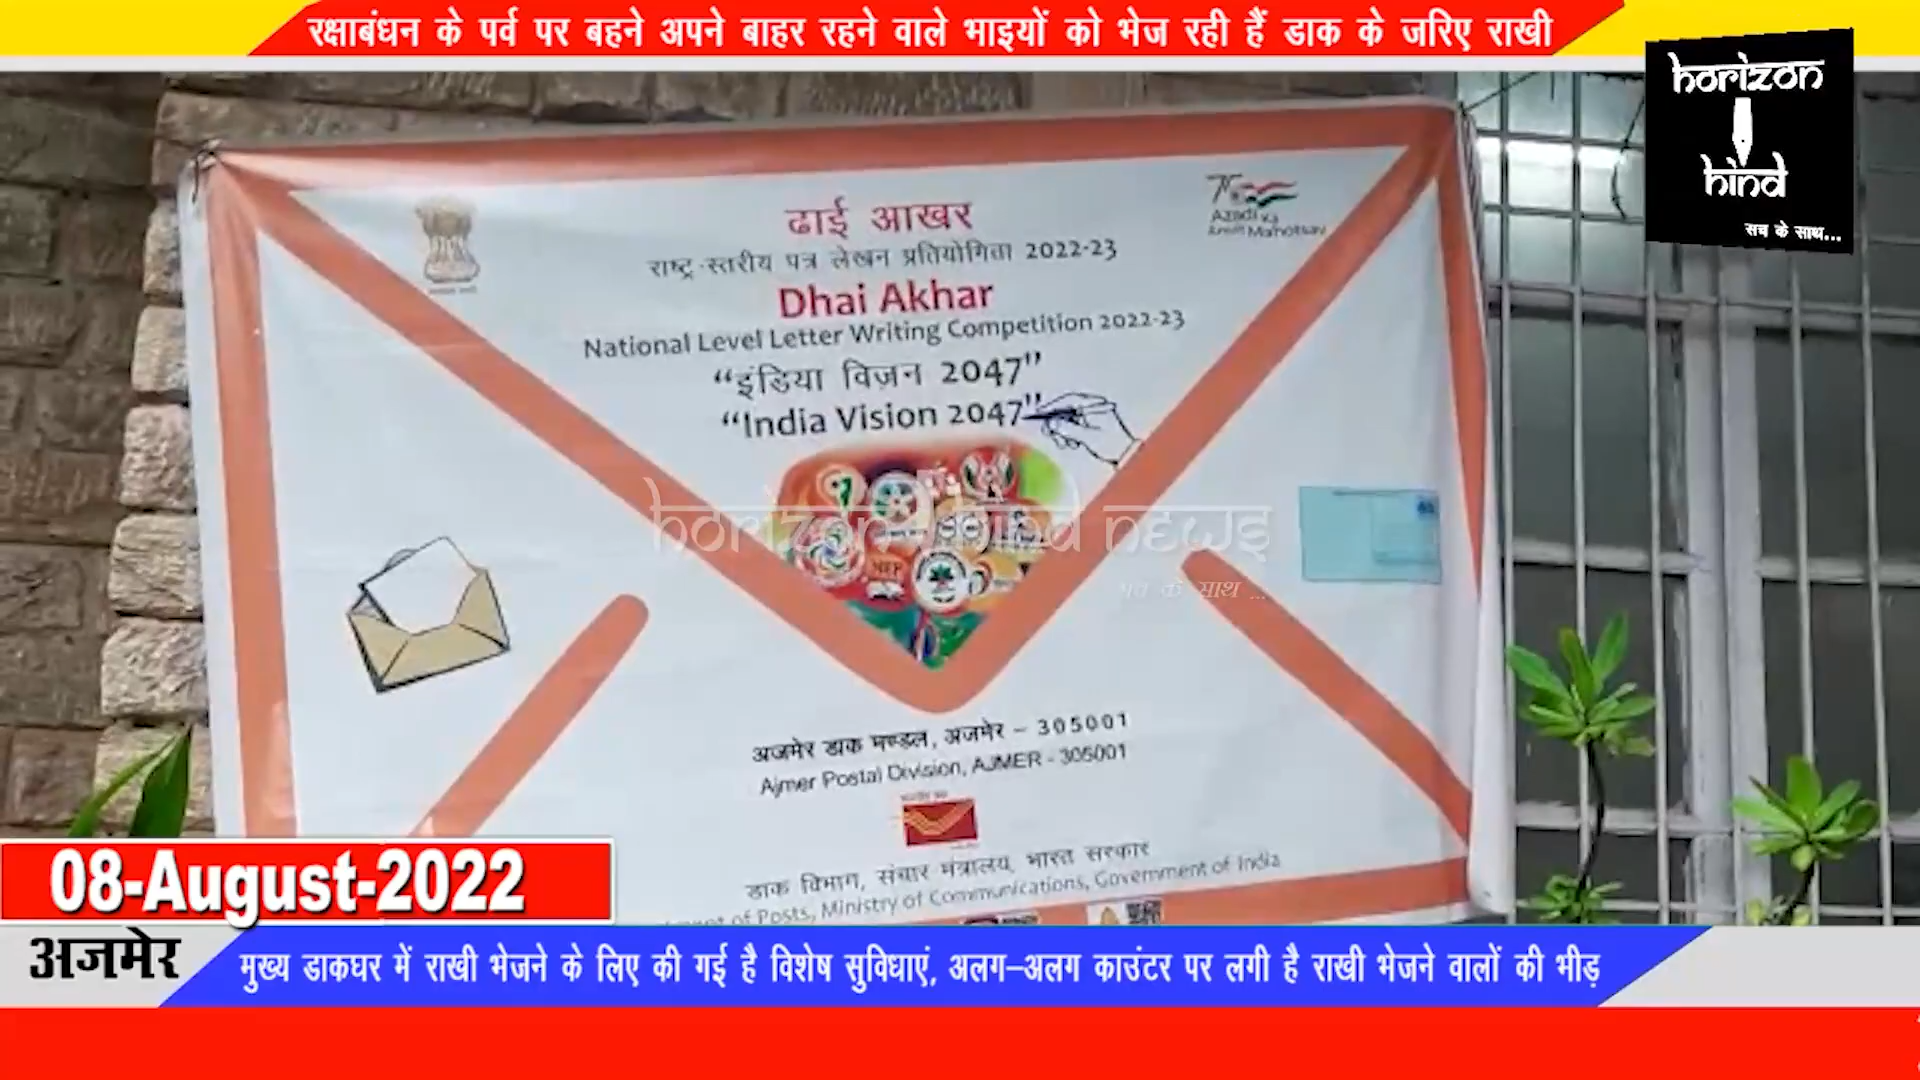 रक्षाबंधन के पर्व पर बहने अपने बाहर रहने वाले भाइयों को भेज रही हैं डाक के जरिए राखी
horizon
hind
सच के साथ...
ढाई आखर
राष्ट्र-स्तरीय पत्र लेखन प्रतियोगिता 2022-23
Dhai Akhar
National Level Letter Writing Competition 2022-23
"इंडिया विज़न 2047"
"India Vision 2047"
Azadi Ka
Amrit Mahotsav
horizon hind news
सच के साथ ...
NEP
अजमेर डाक मण्डल, अजमेर - 305001
Ajmer Postal Division, AJMER - 305001
डाक विभाग, संचार मंत्रालय, भारत सरकार
of Posts, Ministry of Communications, Government of India
08-August-2022
अजमेर
मुख्य डाकघर में राखी भेजने के लिए की गई है विशेष सुविधाएं, अलग-अलग काउंटर पर लगी है राखी भेजने वालों की भीड़